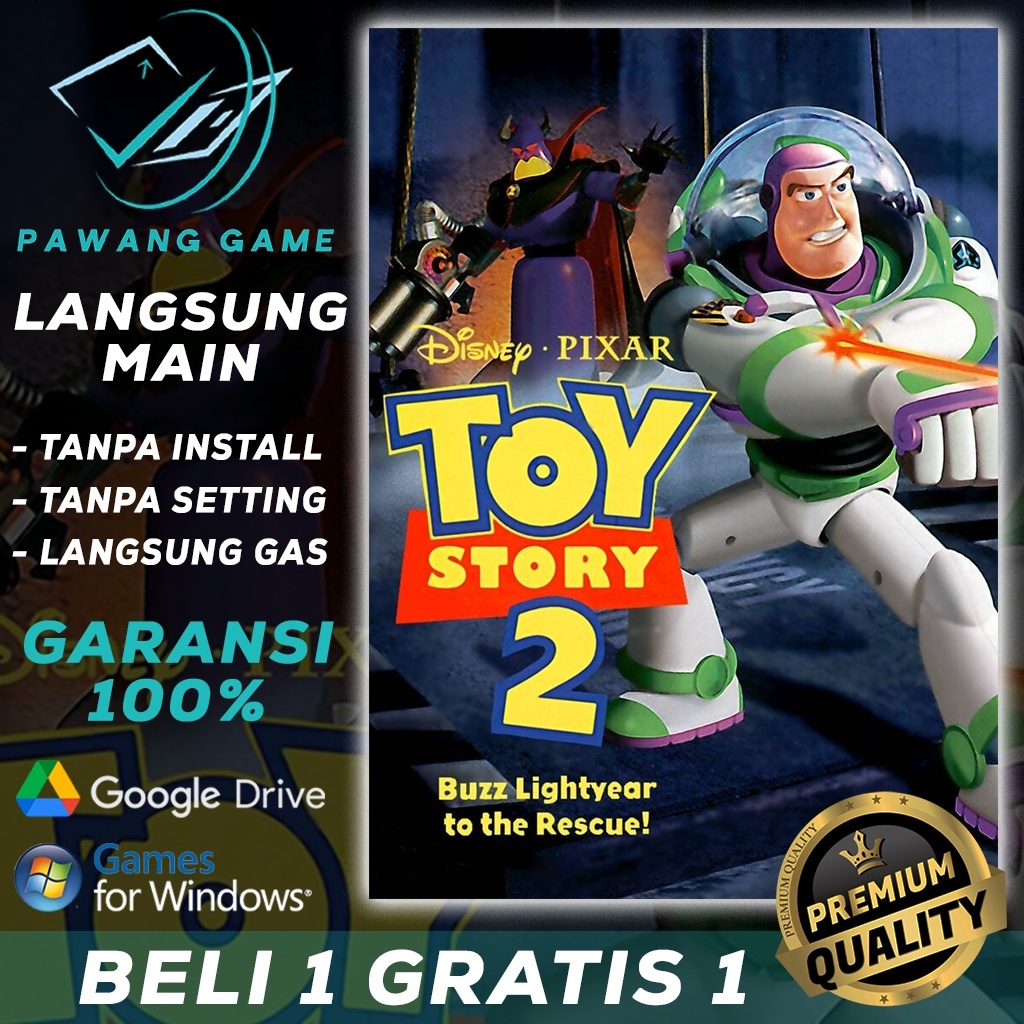 PAWANG GAME
LANGSUNG
MAIN
- TANPA INSTALL
- TANPA SETTING
- LANGSUNG GAS
GARANSI
100%
Google Drive
Games
for Windows®
DISNEY · PIXAR
TOY
STORY
2
Buzz Lightyear
to the Rescue!
PREMIUM QUALITY
PREMIUM
QUALITY
BELI 1 GRATIS 1